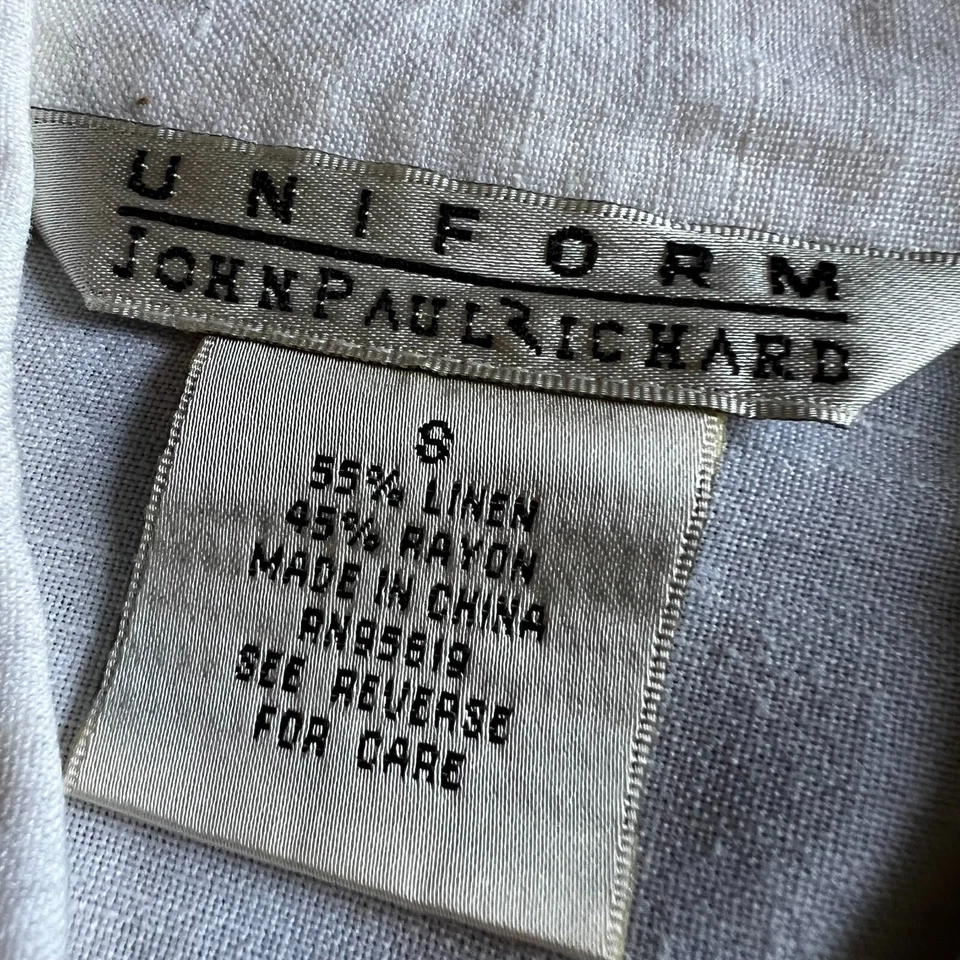 UNIFORM
JOHNPAULRICHARD
S
55% LINEN
45% RAYON
MADE IN CHINA
RN95619
SEE REVERSE
FOR CARE